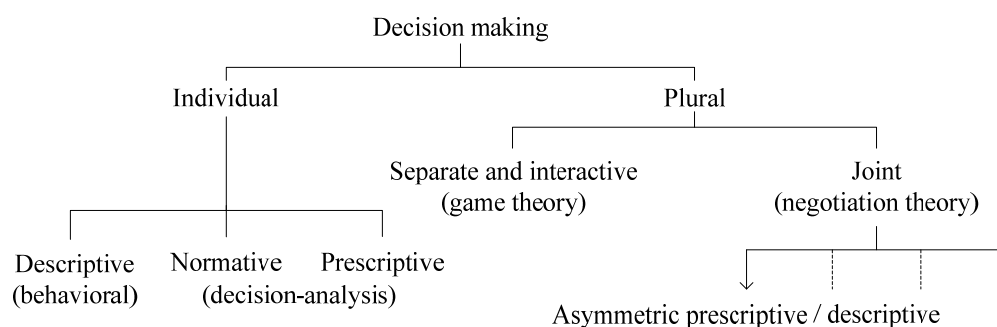 Decision making
Individual
Plural
Separate and interactive
(game theory)
Joint
(negotiation theory)
Descriptive
(behavioral)
Normative Prescriptive
(decision-analysis)
Asymmetric prescriptive / descriptive